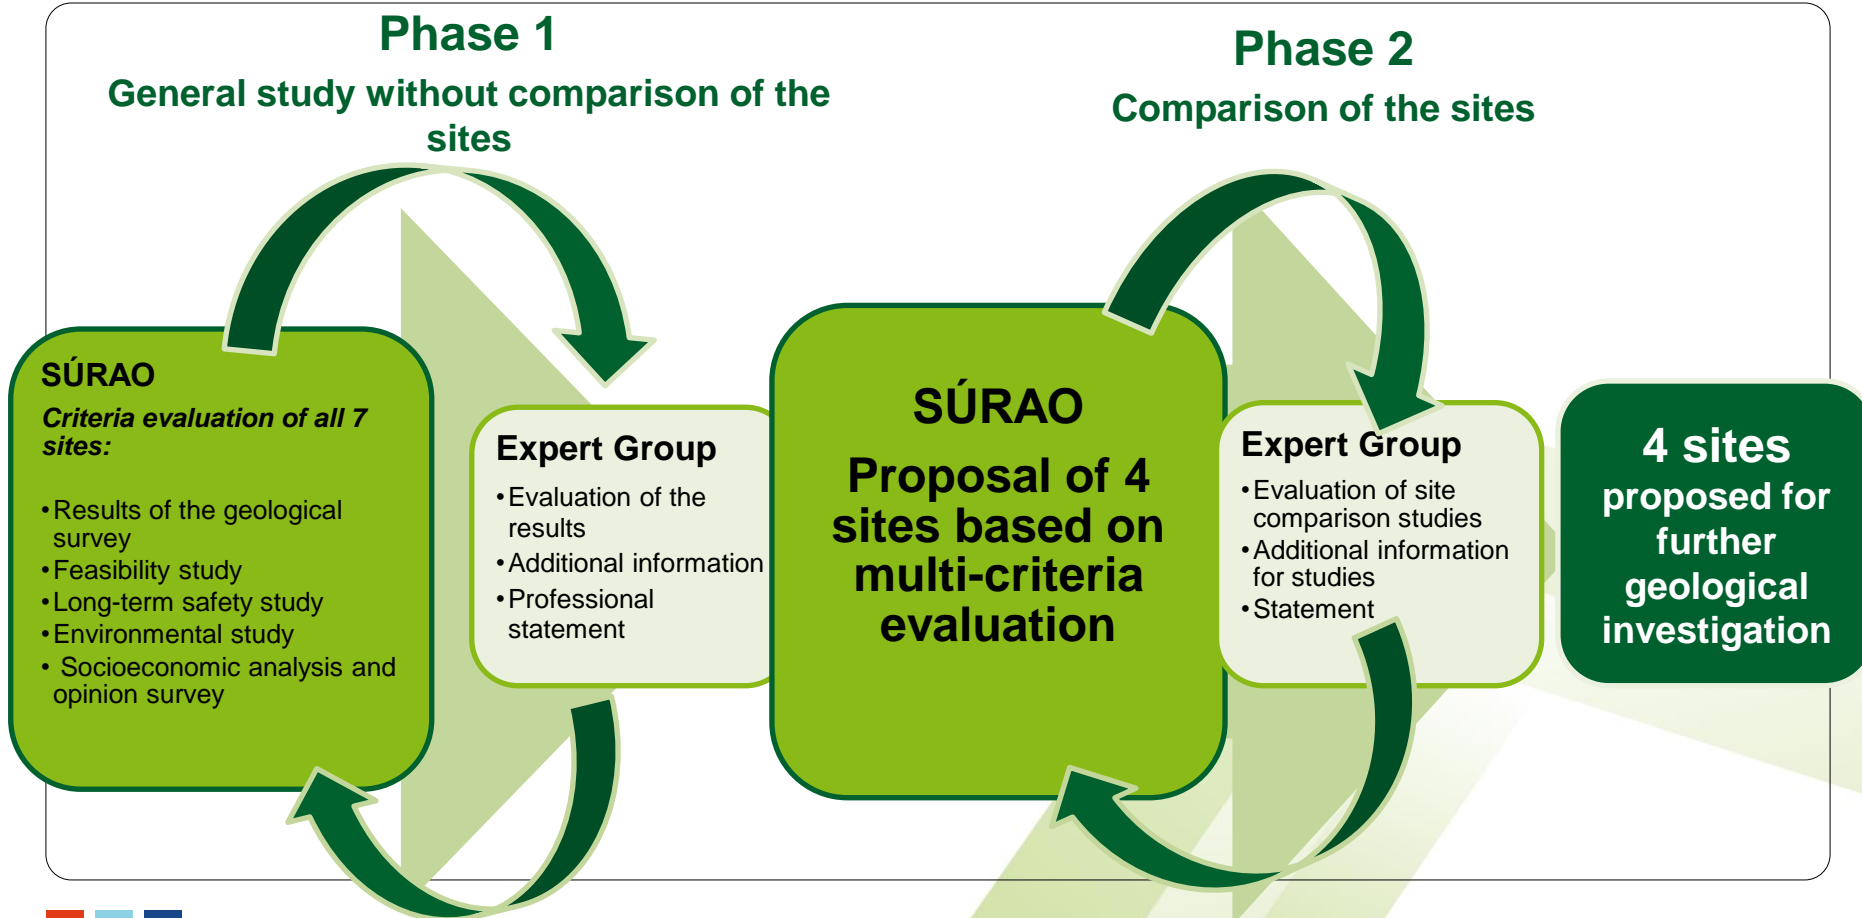 Phase 1
General study without comparison of the
sites
Phase 2
Comparison of the sites
SÚRAO
Criteria evaluation of all 7
sites:
•Results of the geological
survey
•Feasibility study
•Long-term safety study
•Environmental study
• Socioeconomic analysis and
opinion survey
Expert Group
•Evaluation of the
results
•Additional information
•Professional
statement
SÚRAO
Proposal of 4
sites based on
multi-criteria
evaluation
Expert Group
•Evaluation of site
comparison studies
•Additional information
for studies
•Statement
4 sites
proposed for
further
geological
investigation